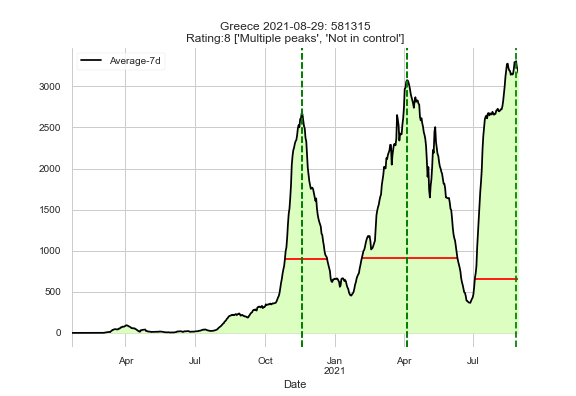 Greece 2021-08-29: 581315
Rating:8 ['Multiple peaks', 'Not in control']
Average-7d
3000
2500
2000
1500
1000
500
0
Apr Jul Oct Jan Apr Jul
2021
Date